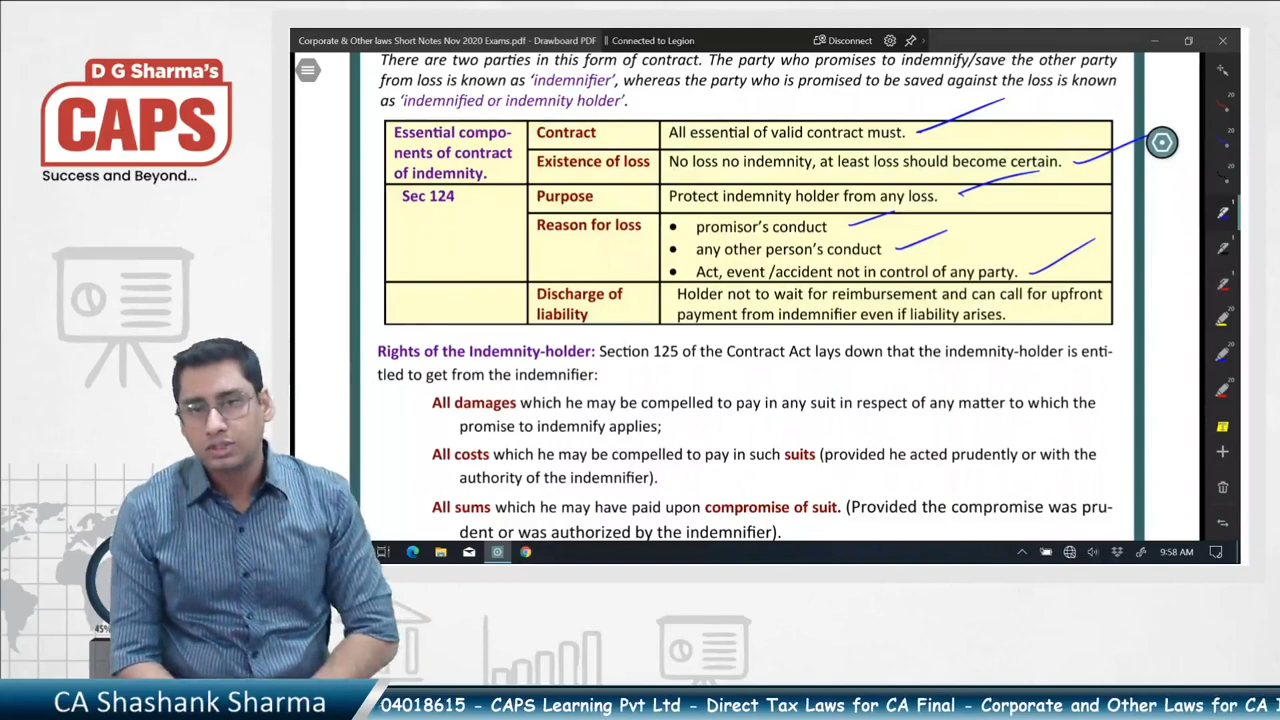 D G Sharma's
CAPS
Success and Beyond...
Corporate & Other laws Short Notes Nov 2020 Exams.pdf - Drawboard PDF
Connected to Legion
Disconnect
There are two parties in this form of contract. The party who promises to indemnify/save the other party
from loss is known as 'indemnifier', whereas the party who is promised to be saved against the loss is known
as 'indemnified or indemnity holder'.
Essential compo-
nents of contract
of indemnity.
Sec 124
Contract
All essential of valid contract must.
Existence of loss
No loss no indemnity, at least loss should become certain.
Purpose
Protect indemnity holder from any loss.
Reason for loss
• promisor's conduct
• any other person's conduct
• Act, event /accident not in control of any party.
Discharge of
liability
Holder not to wait for reimbursement and can call for upfront
payment from indemnifier even if liability arises.
Rights of the Indemnity-holder: Section 125 of the Contract Act lays down that the indemnity-holder is enti-
tled to get from the indemnifier:
All damages which he may be compelled to pay in any suit in respect of any matter to which the
promise to indemnify applies;
All costs which he may be compelled to pay in such suits (provided he acted prudently or with the
authority of the indemnifier).
All sums which he may have paid upon compromise of suit. (Provided the compromise was pru-
dent or was authorized by the indemnifier).
20
20
20
20
20
20
20
20
9:58 AM
45%
CA Shashank Sharma
04018615 - CAPS Learning Pvt Ltd - Direct Tax Laws for CA Final - Corporate and Other Laws for CA